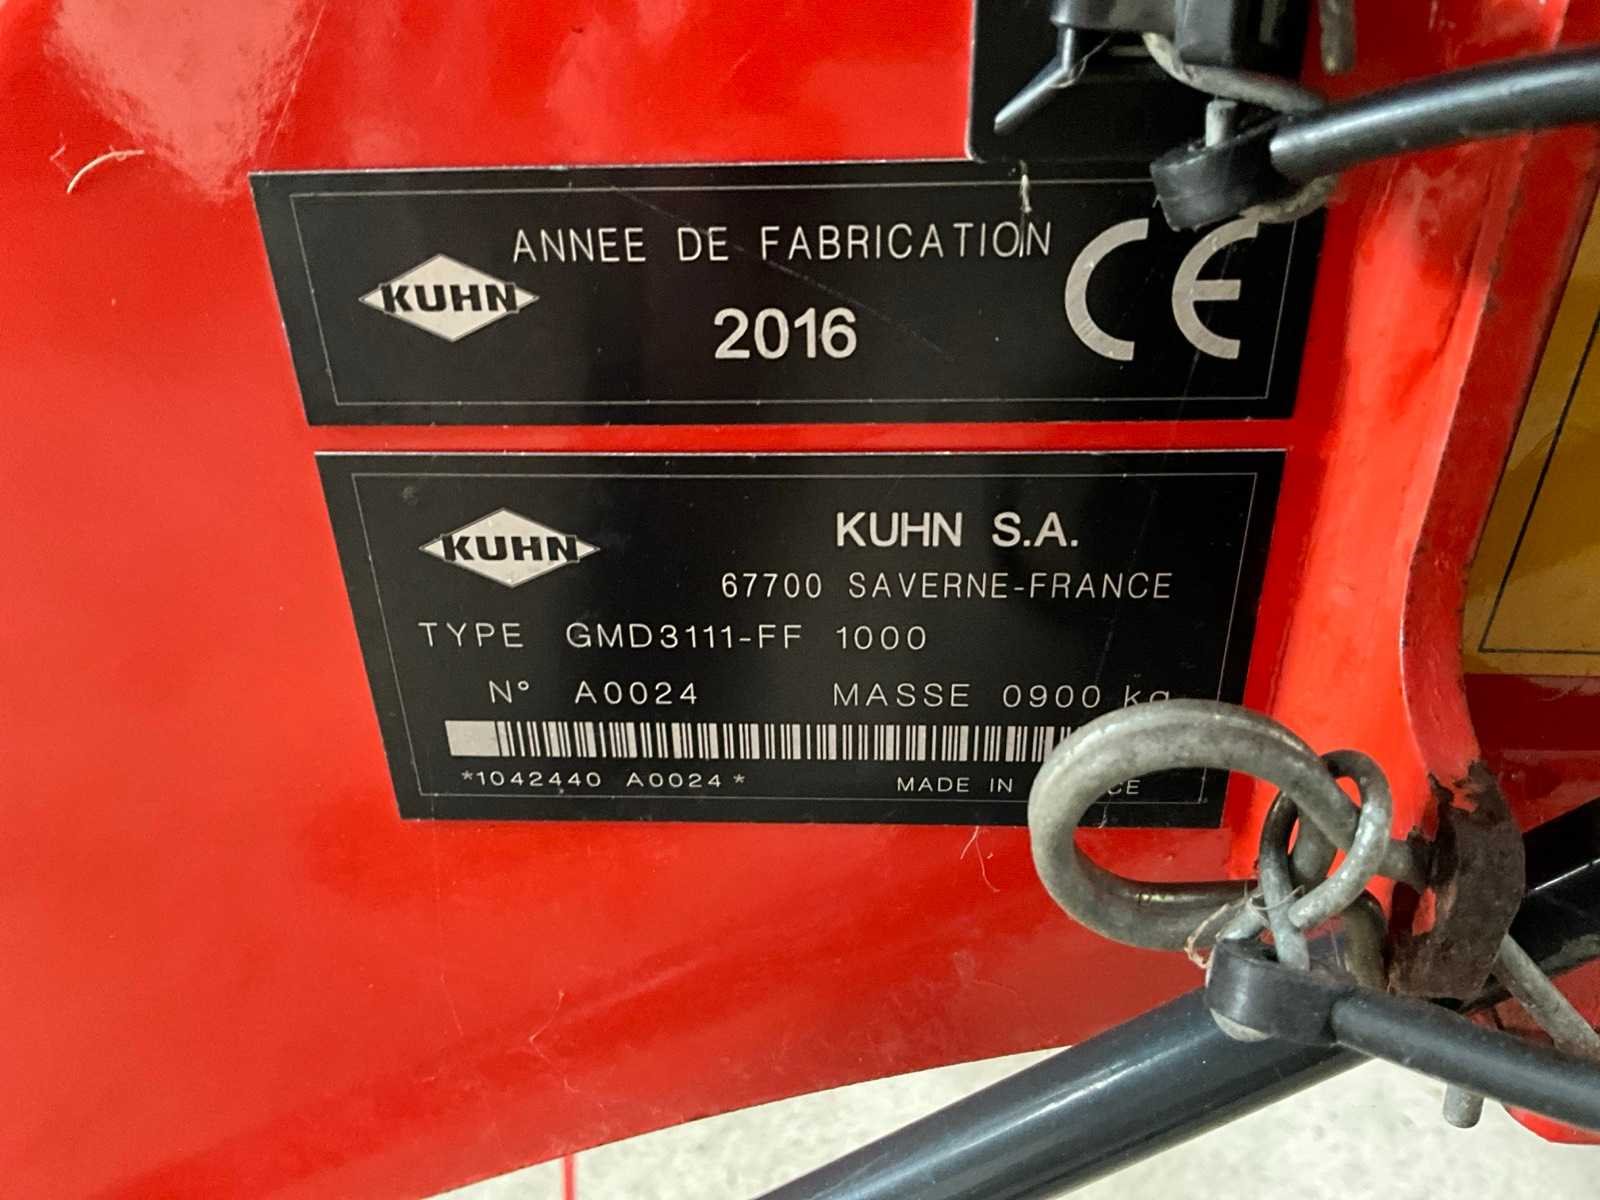 ANNEE DE FABRICATION
KUHN
2016
CE
KUHN
KUHN S.A.
67700 SAVERNE-FRANCE
TYPE GMD3111-FF 1000
N° A0024 MASSE 0900 kg
*1042440 A0024*
MADE IN